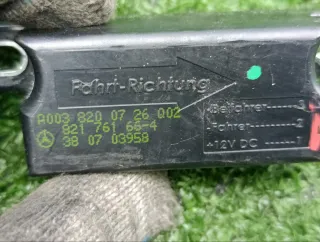 Fahrt-Richtung
A003 820 07 26 Q02
821 761 65-4
38 07 03958
Beifahrer 3
Fahrer 2
+12V DC 1